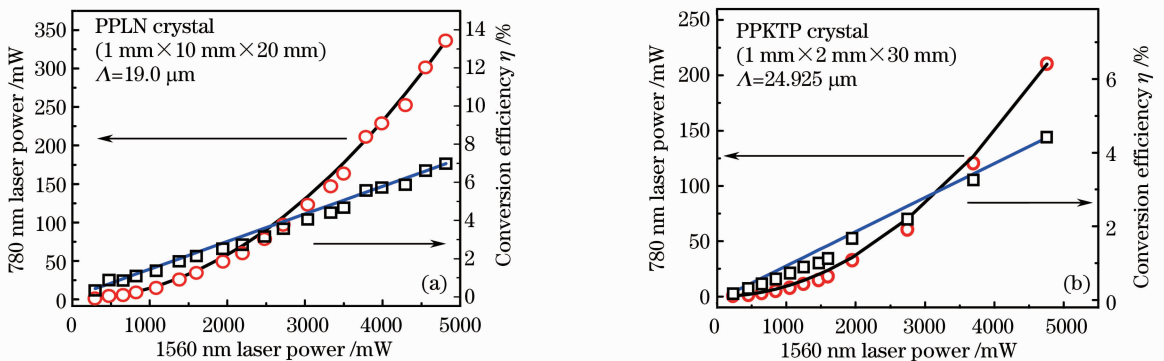 PPLN crystal
(1 mm×10 mm×20 mm)
Λ=19.0 μm
780 nm laser power /mW
350
300
250
200
150
100
50
0
14
12
10
8
6
4
2
0
Conversion efficiency η /%
(a)
0 1000 2000 3000 4000 5000
1560 nm laser power /mW
PPKTP crystal
(1 mm×2 mm×30 mm)
Λ=24.925 μm
780 nm laser power /mW
250
200
150
100
50
0
6
4
2
0
Conversion efficiency η /%
(b)
0 1000 2000 3000 4000 5000
1560 nm laser power /mW